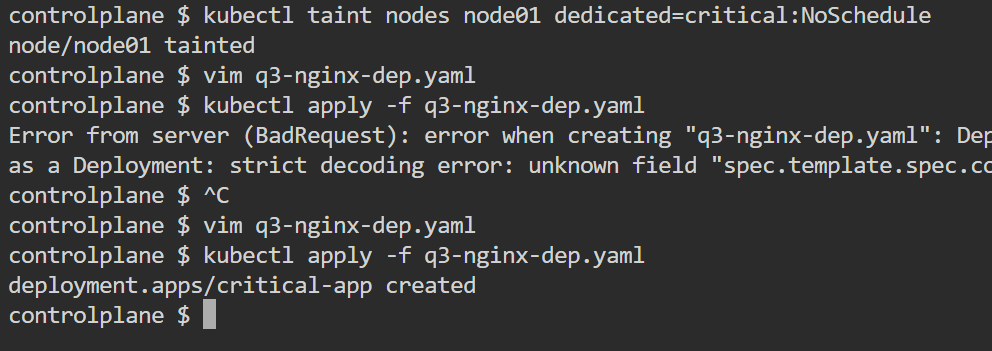 controlplane $ kubectl taint nodes node01 dedicated=critical:NoSchedule
node/node01 tainted
controlplane $ vim q3-nginx-dep.yaml
controlplane $ kubectl apply -f q3-nginx-dep.yaml
Error from server (BadRequest): error when creating "q3-nginx-dep.yaml": Dep
as a Deployment: strict decoding error: unknown field "spec.template.spec.co
controlplane $ ^C
controlplane $ vim q3-nginx-dep.yaml
controlplane $ kubectl apply -f q3-nginx-dep.yaml
deployment.apps/critical-app created
controlplane $